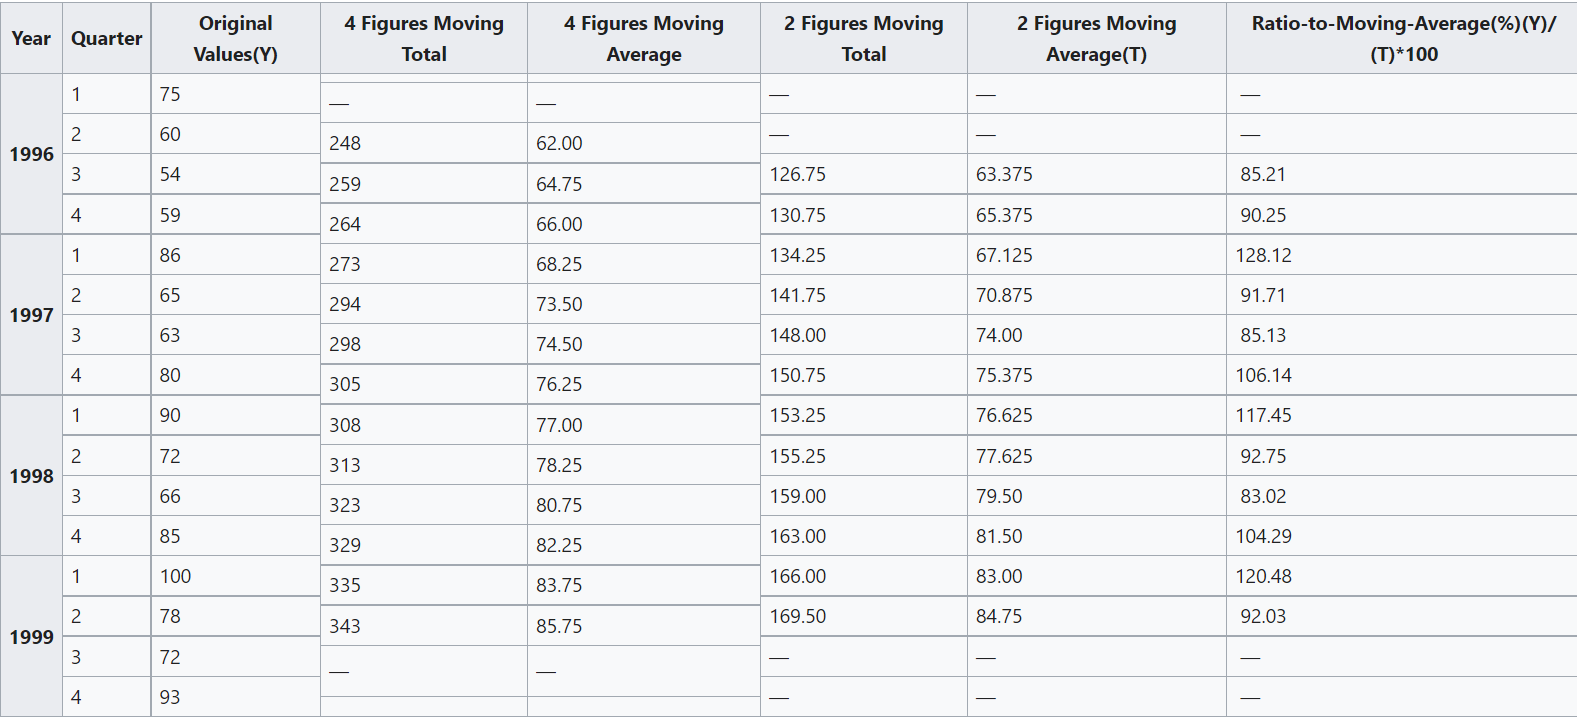 Year Quarter Original Values(Y) 4 Figures Moving Total 4 Figures Moving Average 2 Figures Moving Total 2 Figures Moving Average(T) Ratio-to-Moving-Average(%)(Y)/(T)*100
1996 1 75 — — —
— —
2 60 — — —
248 62.00
3 54 126.75 63.375 85.21
259 64.75
4 59 130.75 65.375 90.25
264 66.00
1997 1 86 134.25 67.125 128.12
273 68.25
2 65 141.75 70.875 91.71
294 73.50
3 63 148.00 74.00 85.13
298 74.50
4 80 150.75 75.375 106.14
305 76.25
1998 1 90 153.25 76.625 117.45
308 77.00
2 72 155.25 77.625 92.75
313 78.25
3 66 159.00 79.50 83.02
323 80.75
4 85 163.00 81.50 104.29
329 82.25
1999 1 100 166.00 83.00 120.48
335 83.75
2 78 169.50 84.75 92.03
343 85.75
3 72 — — —
— —
4 93 — — —